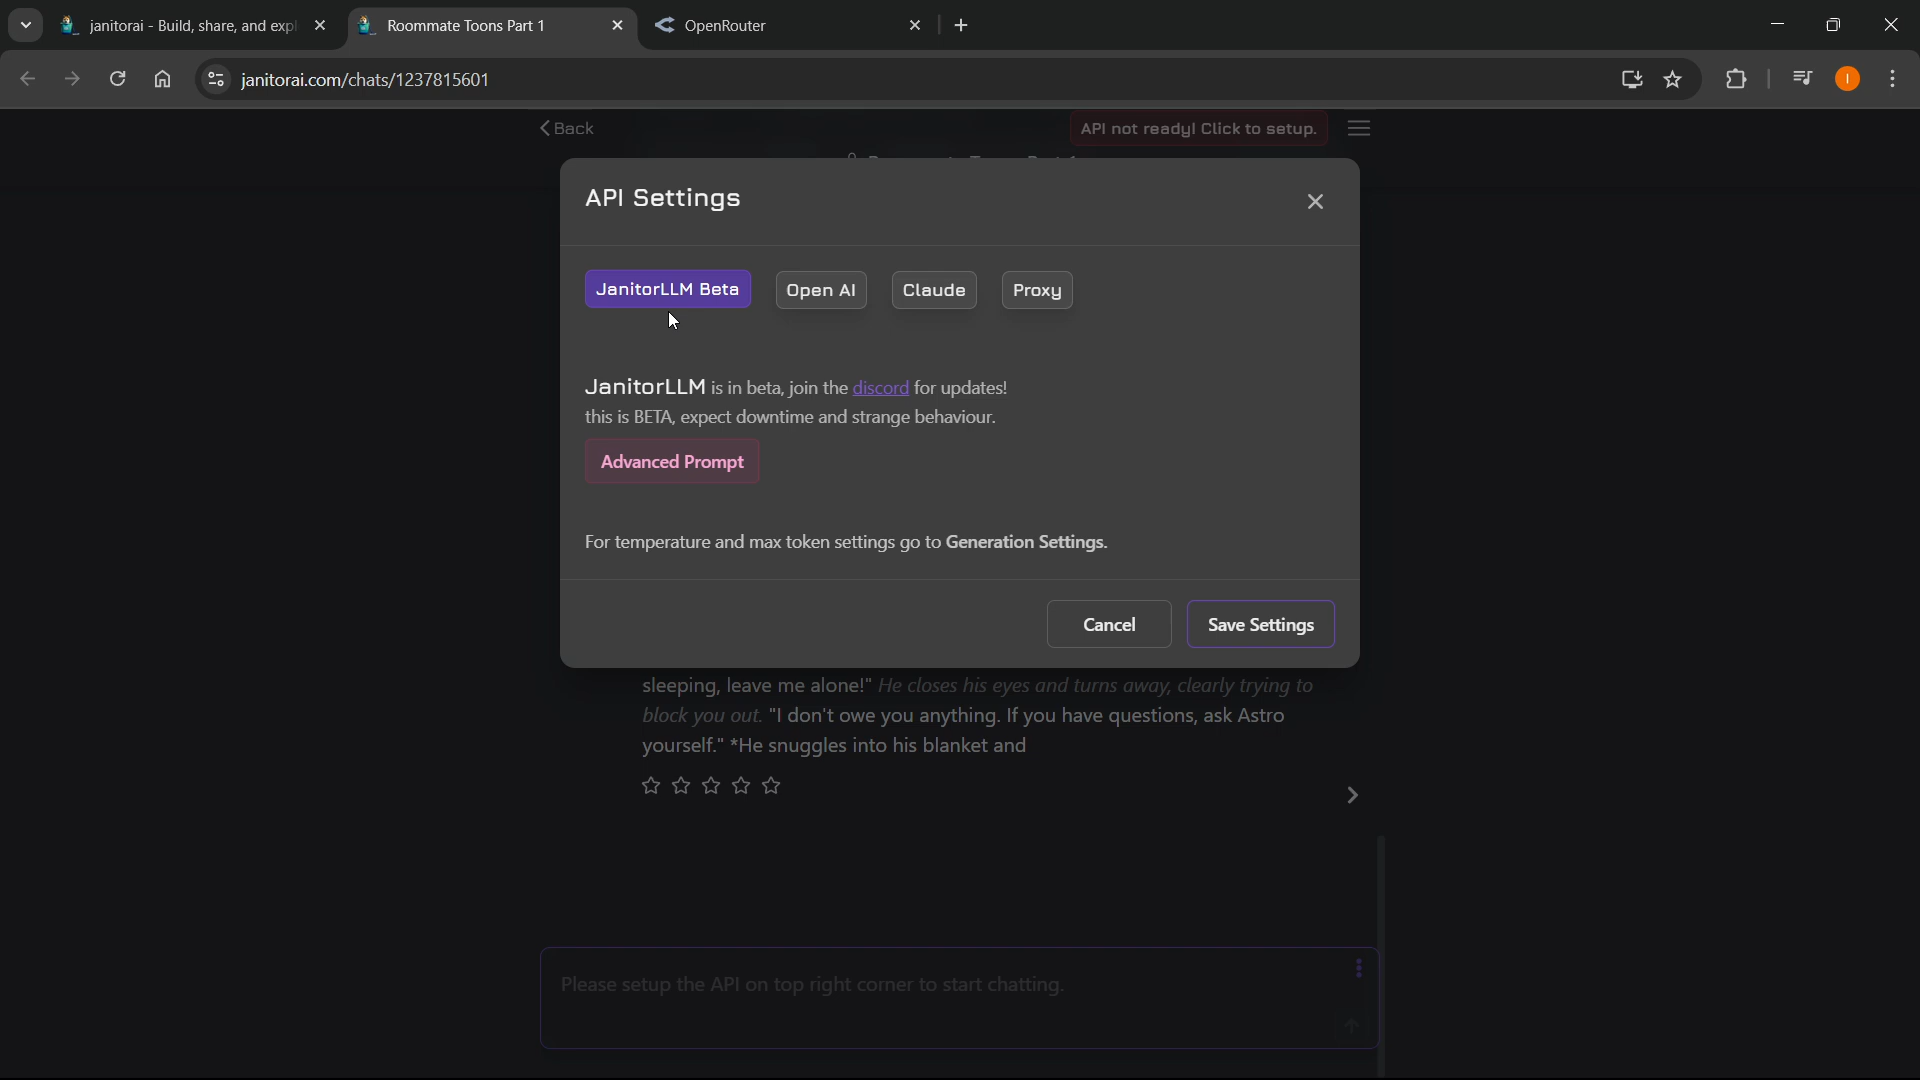 janitorai - Build, share, and expl
Roommate Toons Part 1
OpenRouter
janitorai.com/chats/1237815601
I
Back
API not ready! Click to setup.
API Settings
JanitorLLM Beta
Open AI
Claude
Proxy
JanitorLLM is in beta, join the discord for updates!
this is BETA, expect downtime and strange behaviour.
Advanced Prompt
For temperature and max token settings go to Generation Settings.
Cancel
Save Settings
sleeping, leave me alone!" He closes his eyes and turns away, clearly trying to
block you out. "I don't owe you anything. If you have questions, ask Astro
yourself." *He snuggles into his blanket and
Please setup the API on top right corner to start chatting.